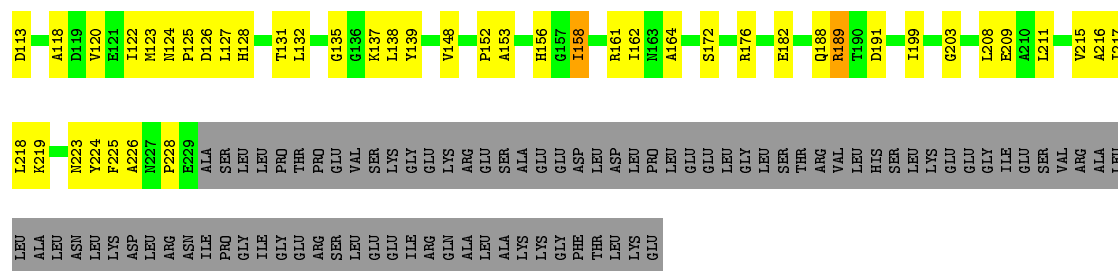 D113 A118 D119 V120 E121 I122 M123 N124 P125 D126 L127 H128 T131 L132 G135 G136 K137 L138 Y139 V148 P152 A153 H156 G157 I158 R161 I162 N163 A164 S172 R176 E182 Q188 R189 T190 D191 I199 G203 L208 E209 A210 L211 V215 A216 I217
L218 K219 N223 Y224 F225 A226 N227 P228 E229 ALA SER LEU LEU PRO THR PRO GLU VAL SER LYS GLY GLU LYS ARG GLU SER ALA GLU GLU ASP LEU ASP LEU PRO LEU GLU GLU LEU GLY LEU SER THR ARG VAL LEU HIS SER LEU LYS GLU GLU GLY ILE GLU SER VAL ARG ALA LEU
LEU ALA LEU ASN LEU LYS ASP LEU ARG ASN ILE PRO GLY ILE GLY GLU ARG SER LEU GLU GLU ILE ARG GLN ALA LEU ALA LYS LYS GLY PHE THR LEU LYS GLU